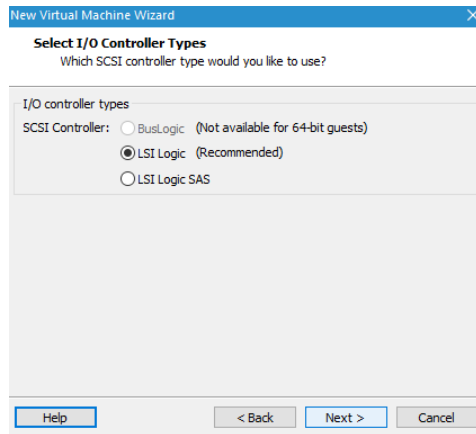 New Virtual Machine Wizard
Select I/O Controller Types
Which SCSI controller type would you like to use?
I/O controller types
SCSI Controller: BusLogic (Not available for 64-bit guests)
LSI Logic (Recommended)
LSI Logic SAS
Help < Back Next > Cancel